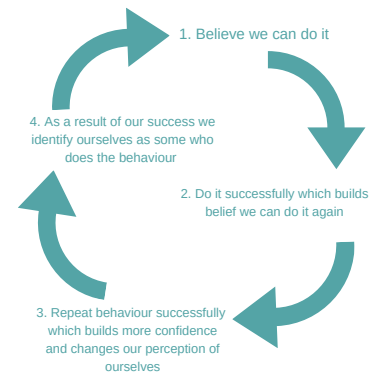 1. Believe we can do it
2. Do it successfully which builds
belief we can do it again
3. Repeat behaviour successfully
which builds more confidence
and changes our perception of
ourselves
4. As a result of our success we
identify ourselves as some who
does the behaviour